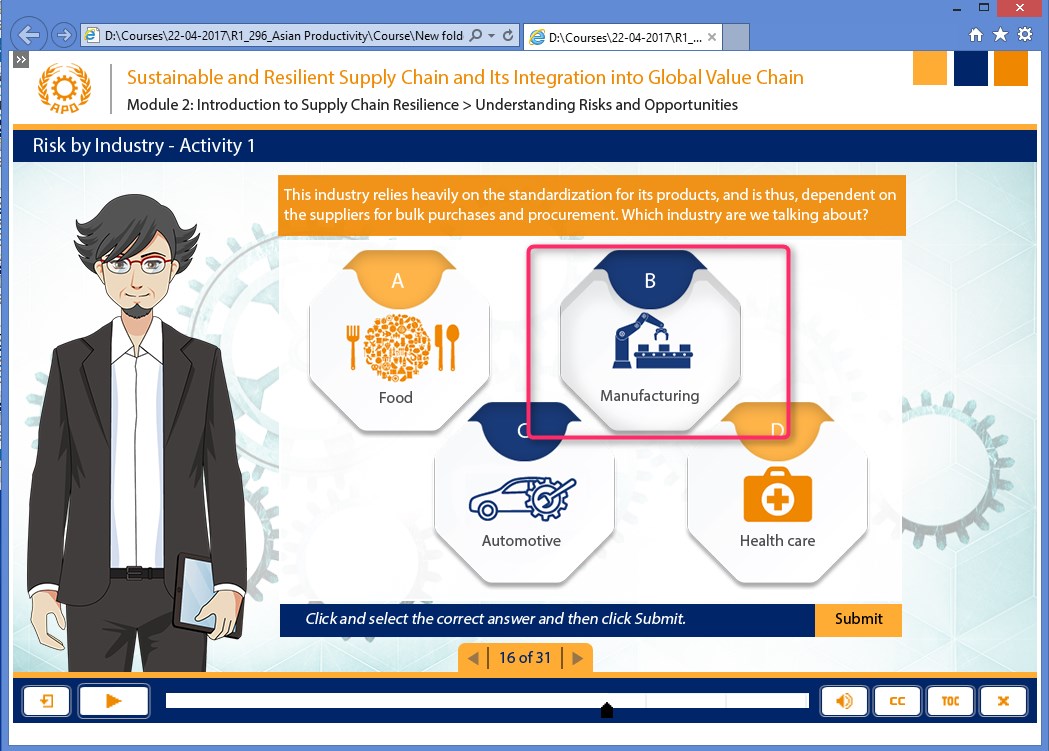 D:\Courses\22-04-2017\R1_296_Asian Productivity\Course\New fold
D:\Courses\22-04-2017\R1_...
APO
Sustainable and Resilient Supply Chain and Its Integration into Global Value Chain
Module 2: Introduction to Supply Chain Resilience > Understanding Risks and Opportunities
Risk by Industry - Activity 1
This industry relies heavily on the standardization for its products, and is thus, dependent on
the suppliers for bulk purchases and procurement. Which industry are we talking about?
A
Food
B
Manufacturing
C
Automotive
D
Health care
Click and select the correct answer and then click Submit.
Submit
16 of 31
CC
TOC